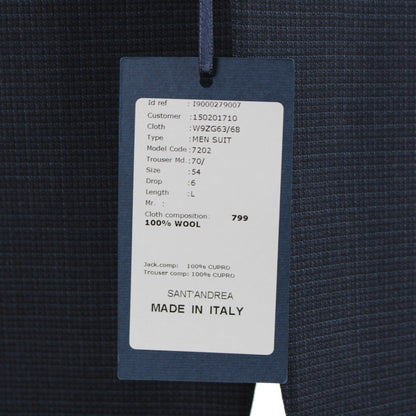 Id ref : I9000279007
Customer :150201710
Cloth :W9ZG63/68
Type :MEN SUIT
Model Code :7202
Trouser Md.:70/
Size :54
Drop :6
Length :L
Mr. :
Cloth composition: 799
100% WOOL
Jack.comp: 100% CUPRO
Trouser comp: 100% CUPRO
SANT'ANDREA
MADE IN ITALY